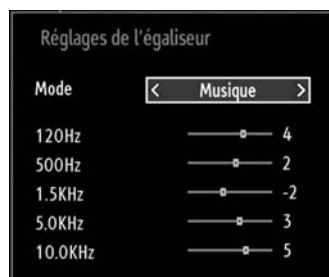 Réglages de l'égaliseur
Mode < Musique >
120Hz 4
500Hz 2
1.5KHz -2
5.0KHz 3
10.0KHz 5